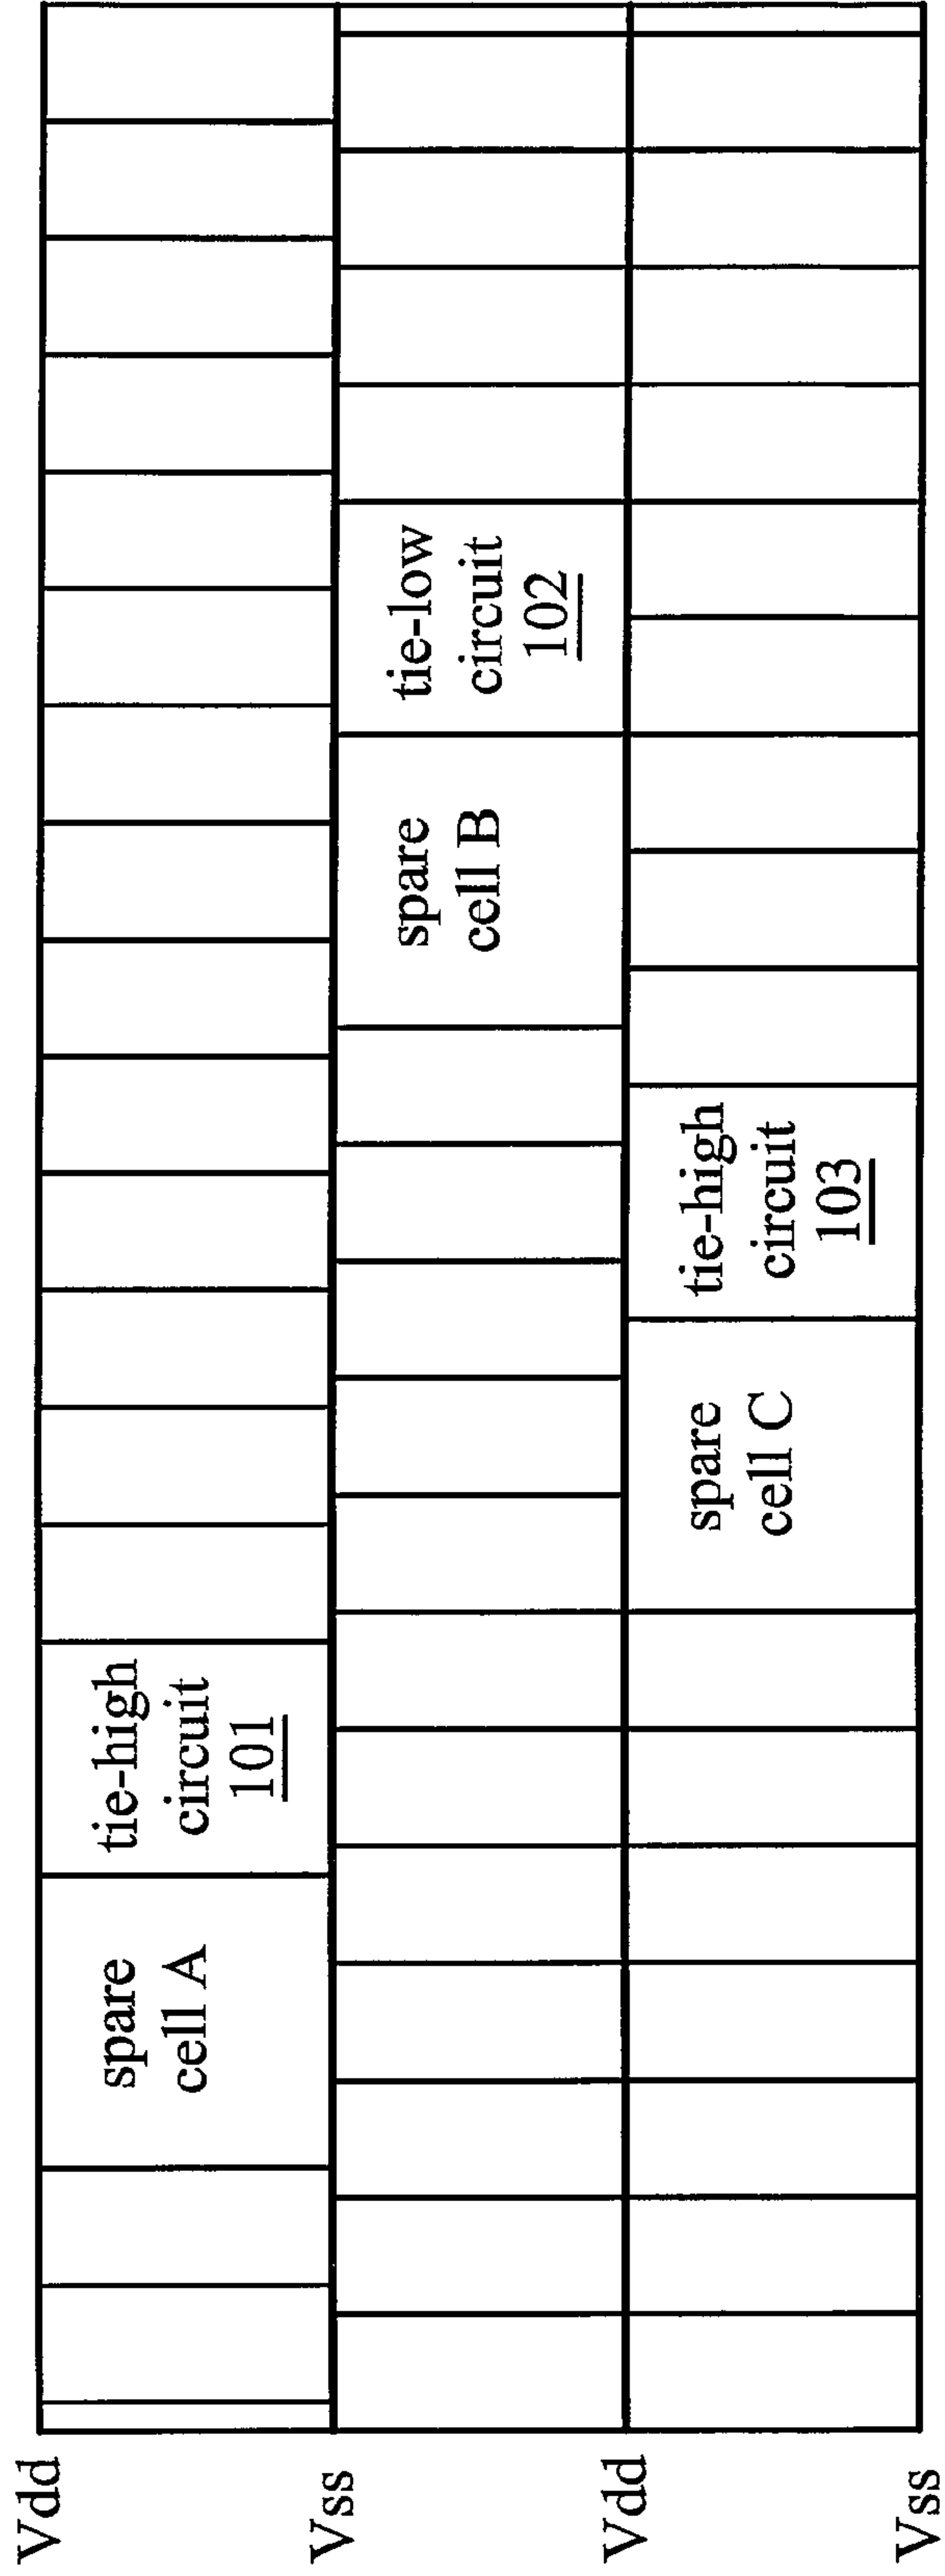 Vdd
spare
cell A
tie-high
circuit
101
Vss
spare
cell B
tie-low
circuit
102
Vdd
spare
cell C
tie-high
circuit
103
Vss